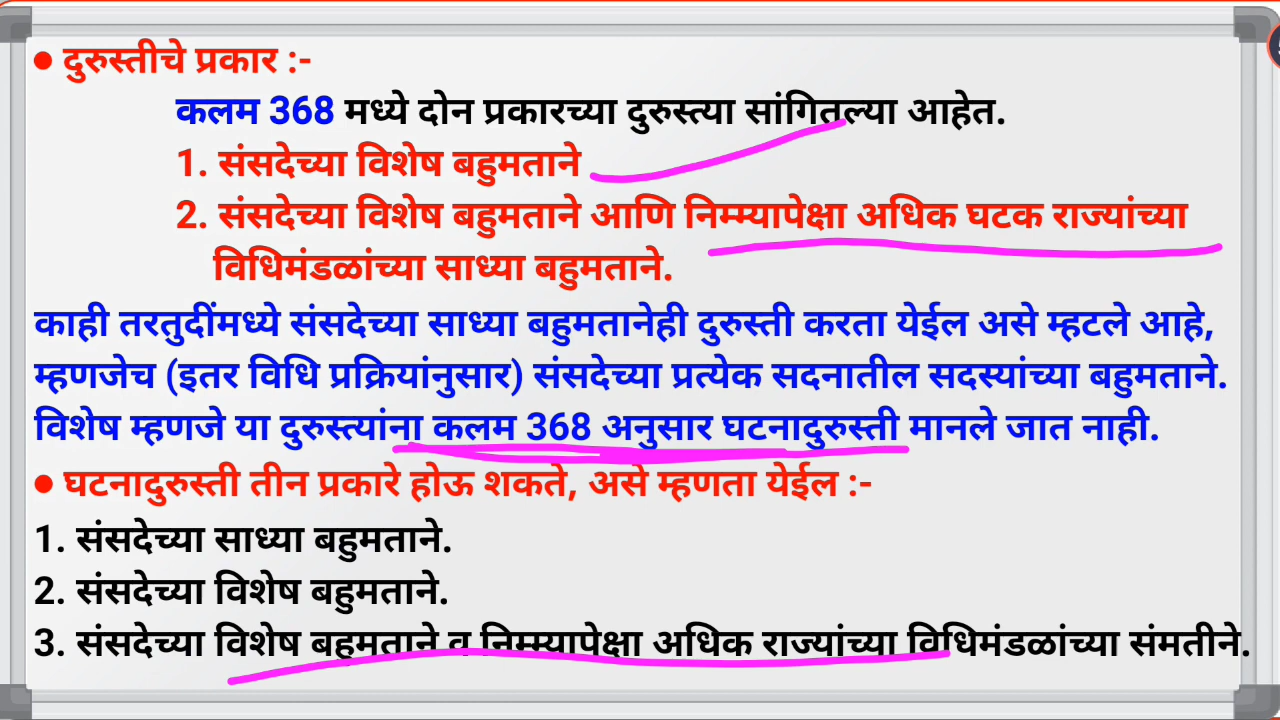 ● दुरुस्तीचे प्रकार :-
कलम 368 मध्ये दोन प्रकारच्या दुरुस्त्या सांगितल्या आहेत.
1. संसदेच्या विशेष बहुमताने
2. संसदेच्या विशेष बहुमताने आणि निम्म्यापेक्षा अधिक घटक राज्यांच्या
विधिमंडळांच्या साध्या बहुमताने.
काही तरतुदींमध्ये संसदेच्या साध्या बहुमतानेही दुरुस्ती करता येईल असे म्हटले आहे,
म्हणजेच (इतर विधि प्रक्रियांनुसार) संसदेच्या प्रत्येक सदनातील सदस्यांच्या बहुमताने.
विशेष म्हणजे या दुरुस्त्यांना कलम 368 अनुसार घटनादुरुस्ती मानले जात नाही.
● घटनादुरुस्ती तीन प्रकारे होऊ शकते, असे म्हणता येईल :-
1. संसदेच्या साध्या बहुमताने.
2. संसदेच्या विशेष बहुमताने.
3. संसदेच्या विशेष बहुमताने व निम्म्यापेक्षा अधिक राज्यांच्या विधिमंडळांच्या संमतीने.